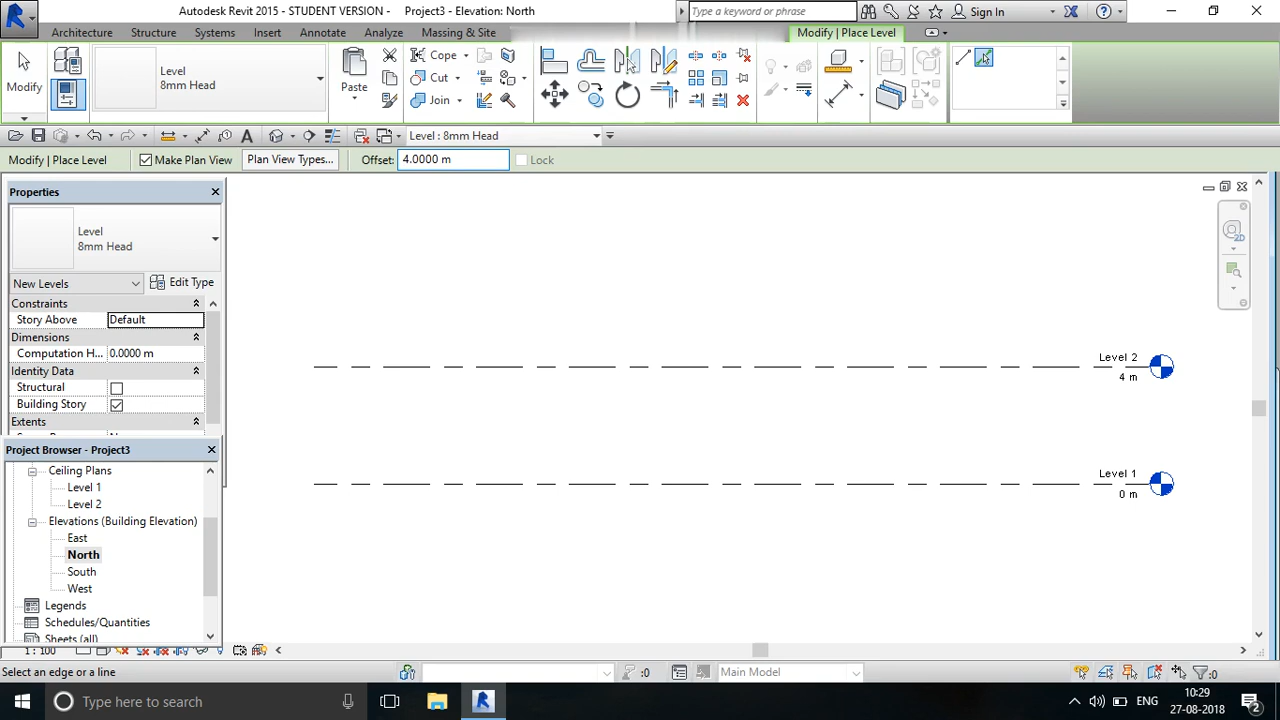 Autodesk Revit 2015 - STUDENT VERSION -    Project3 - Elevation: North
Type a keyword or phrase
Sign In
Architecture Structure Systems Insert Annotate Analyze Massing & Site
Modify | Place Level
Modify
Level
8mm Head
Paste
Cope
Cut
Join
Level : 8mm Head
Modify | Place Level
Make Plan View
Plan View Types...
Offset: 4.0000 m
Lock
Properties
Level
8mm Head
New Levels
Edit Type
Constraints
Story Above Default
Dimensions
Computation H... 0.0000 m
Identity Data
Structural
Building Story
Extents
Project Browser - Project3
Ceiling Plans
Level 1
Level 2
Elevations (Building Elevation)
East
North
South
West
Legends
Schedules/Quantities
Sheets (all)
Level 2
4 m
Level 1
0 m
2D
1 : 100
Select an edge or a line
:0
Main Model
:0
Type here to search
ENG
10:29
27-08-2018
2